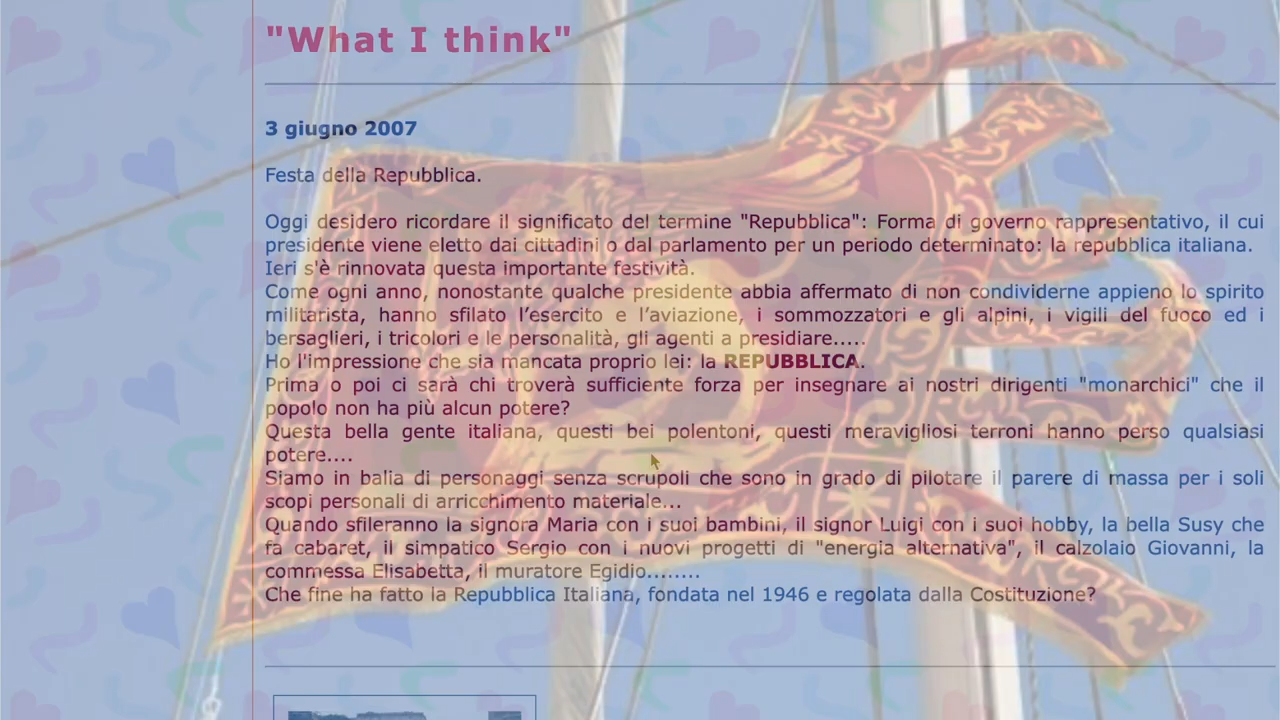 "What I think"
3 giugno 2007
Festa della Repubblica.
Oggi desidero ricordare il significato del termine "Repubblica": Forma di governo rappresentativo, il cui
presidente viene eletto dai cittadini o dal parlamento per un periodo determinato: la repubblica italiana.
Ieri s'è rinnovata questa importante festività.
Come ogni anno, nonostante qualche presidente abbia affermato di non condividerne appieno lo spirito
militarista, hanno sfilato l’esercito e l’aviazione, i sommozzatori e gli alpini, i vigili del fuoco ed i
bersaglieri, i tricolori e le personalità, gli agenti a presidiare.....
Ho l'impressione che sia mancata proprio lei: la REPUBBLICA.
Prima o poi ci sarà chi troverà sufficiente forza per insegnare ai nostri dirigenti "monarchici" che il
popolo non ha più alcun potere?
Questa bella gente italiana, questi bei polentoni, questi meravigliosi terroni hanno perso qualsiasi
potere....
Siamo in balia di personaggi senza scrupoli che sono in grado di pilotare il parere di massa per i soli
scopi personali di arricchimento materiale...
Quando sfileranno la signora Maria con i suoi bambini, il signor Luigi con i suoi hobby, la bella Susy che
fa cabaret, il simpatico Sergio con i nuovi progetti di "energia alternativa", il calzolaio Giovanni, la
commessa Elisabetta, il muratore Egidio........
Che fine ha fatto la Repubblica Italiana, fondata nel 1946 e regolata dalla Costituzione?